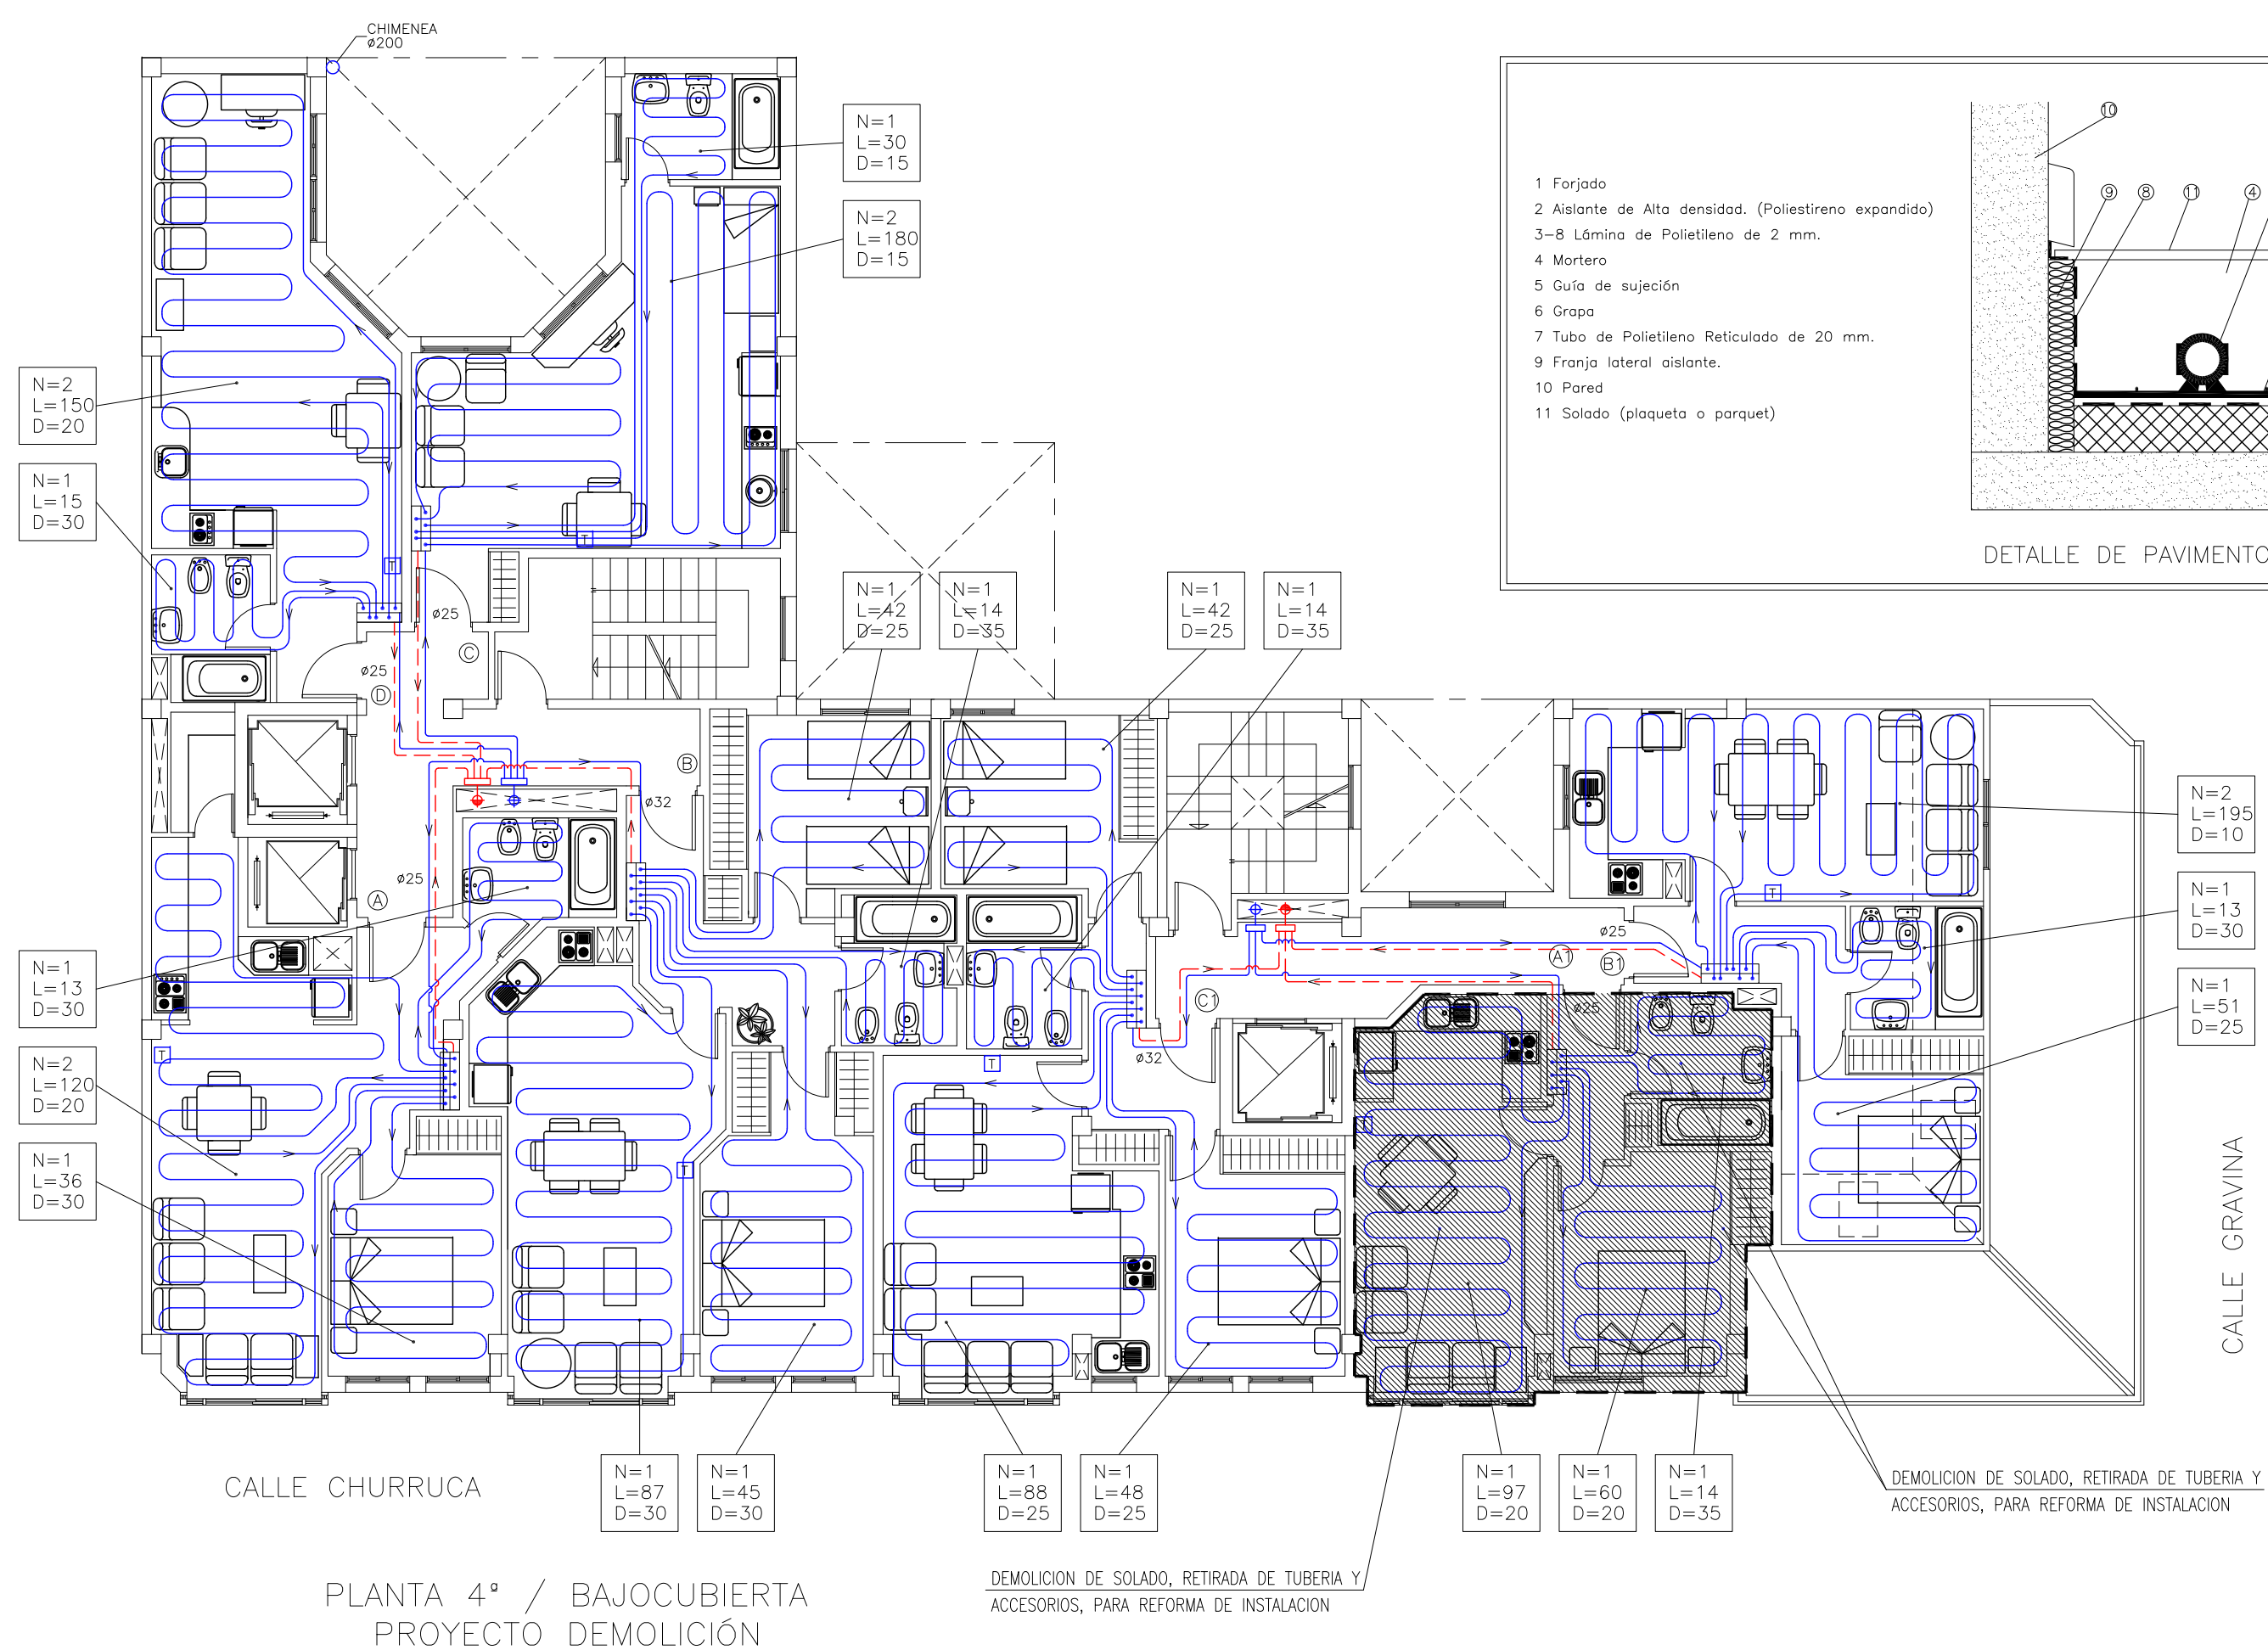 CHIMENEA
ø200
N=1
L=30
D=15
N=2
L=180
D=15
1 Forjado
2 Aislante de Alta densidad. (Poliestireno expandido)
3-8 Lámina de Polietileno de 2 mm.
4 Mortero
5 Guía de sujeción
6 Grapa
7 Tubo de Polietileno Reticulado de 20 mm.
9 Franja lateral aislante.
10 Pared
11 Solado (plaqueta o parquet)
10
9
8
11
4
DETALLE DE PAVIMENTO
N=2
L=150
D=20
N=1
L=15
D=30
T
T
ø25
ø25
C
D
N=1
L=42
D=25
N=1
L=14
D=35
N=1
L=42
D=25
N=1
L=14
D=35
B
ø32
ø25
A
N=2
L=195
D=10
N=1
L=13
D=30
N=1
L=51
D=25
T
ø25
A1
B1
C1
ø25
ø32
N=1
L=13
D=30
N=2
L=120
D=20
N=1
L=36
D=30
T
T
T
T
CALLE GRAVINA
CALLE CHURRUCA
N=1
L=87
D=30
N=1
L=45
D=30
N=1
L=88
D=25
N=1
L=48
D=25
N=1
L=97
D=20
N=1
L=60
D=20
N=1
L=14
D=35
DEMOLICION DE SOLADO, RETIRADA DE TUBERIA Y
ACCESORIOS, PARA REFORMA DE INSTALACION
DEMOLICION DE SOLADO, RETIRADA DE TUBERIA Y
ACCESORIOS, PARA REFORMA DE INSTALACION
PLANTA 4ª / BAJOCUBIERTA
PROYECTO DEMOLICIÓN